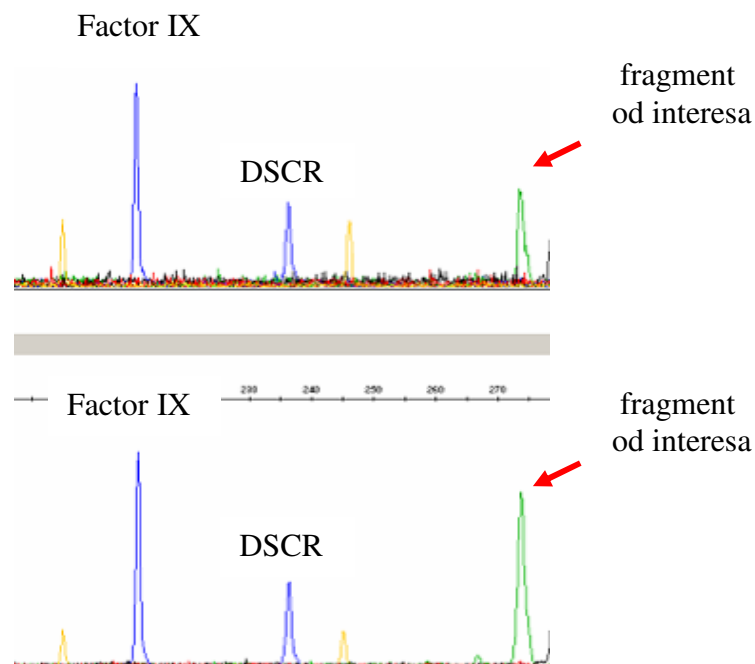 Factor IX
fragment
od interesa
DSCR
230 240 250 260 270
Factor IX
fragment
od interesa
DSCR